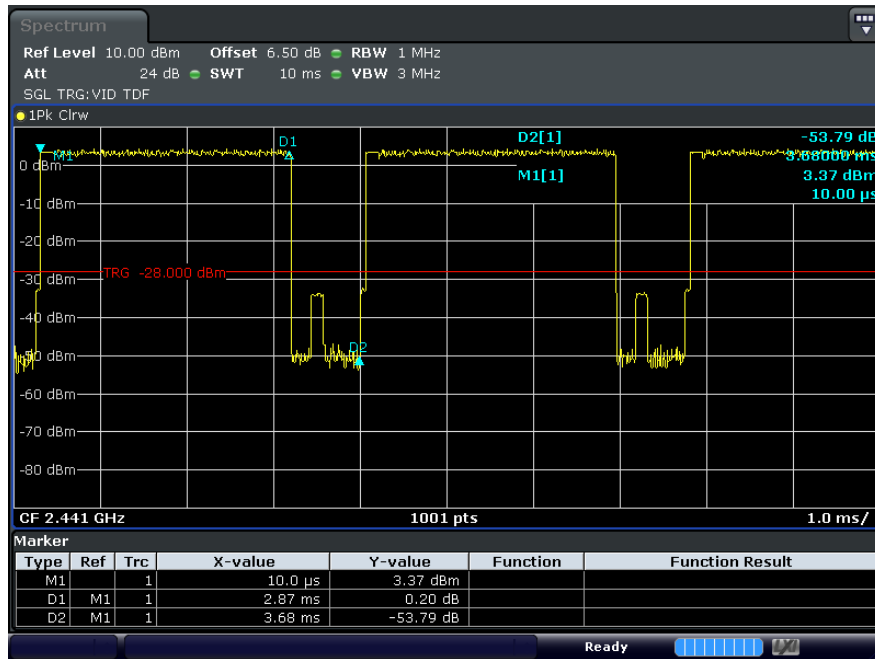 Spectrum
Ref Level 10.00 dBm Offset 6.50 dB RBW 1 MHz
Att 24 dB SWT 10 ms VBW 3 MHz
SGL TRG:VID TDF
1Pk Clrw
D1 D2[1] -53.79 dB
M1 3.68000 ms
0 dBm M1[1] 3.37 dBm
10.00 µs
-10 dBm
-20 dBm
TRG -28.000 dBm
-30 dBm
-40 dBm
-50 dBm D2
-60 dBm
-70 dBm
-80 dBm
CF 2.441 GHz 1001 pts 1.0 ms/
Marker
Type Ref Trc X-value Y-value Function Function Result
M1 1 10.0 µs 3.37 dBm
D1 M1 1 2.87 ms 0.20 dB
D2 M1 1 3.68 ms -53.79 dB
Ready LXI